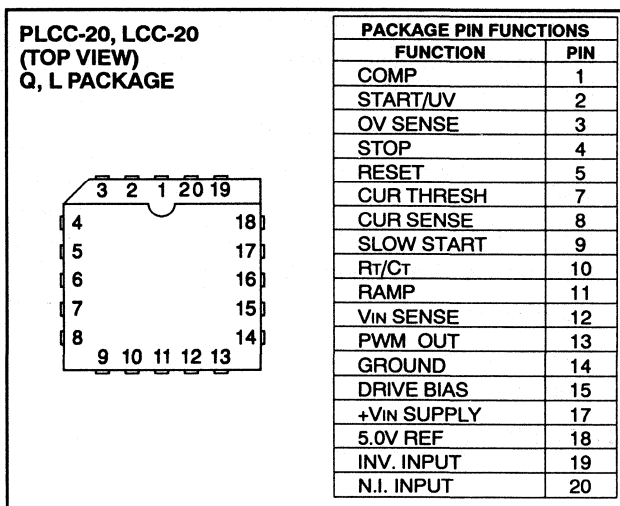 PLCC-20, LCC-20
(TOP VIEW)
Q, L PACKAGE
3 2 1 20 19
4 18
5 17
6 16
7 15
8 14
9 10 11 12 13
PACKAGE PIN FUNCTIONS
FUNCTION PIN
COMP 1
START/UV 2
OV SENSE 3
STOP 4
RESET 5
CUR THRESH 7
CUR SENSE 8
SLOW START 9
RT/CT 10
RAMP 11
VIN SENSE 12
PWM OUT 13
GROUND 14
DRIVE BIAS 15
+VIN SUPPLY 17
5.0V REF 18
INV. INPUT 19
N.I. INPUT 20